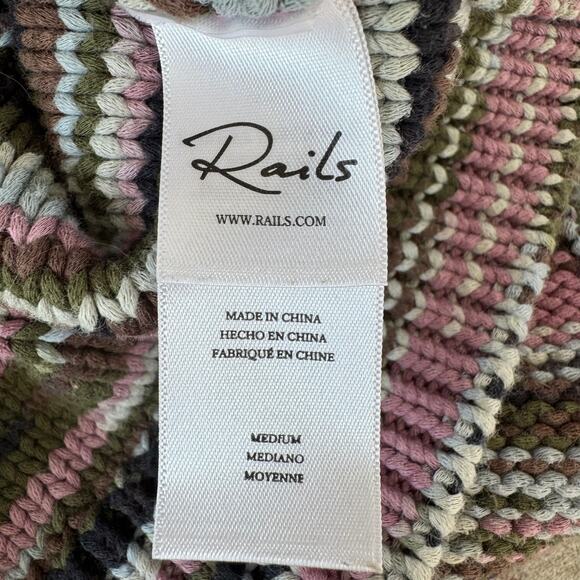 Rails
WWW.RAILS.COM
MADE IN CHINA
HECHO EN CHINA
FABRIQUÉ EN CHINE
MEDIUM
MEDIANO
MOYENNE